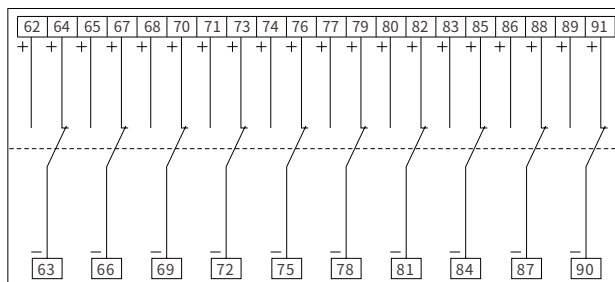 62 64 65 67 68 70 71 73 74 76 77 79 80 82 83 85 86 88 89 91
+ + + + + + + + + + + + + + + + + + + +
− − − − − − − − − −
63 66 69 72 75 78 81 84 87 90